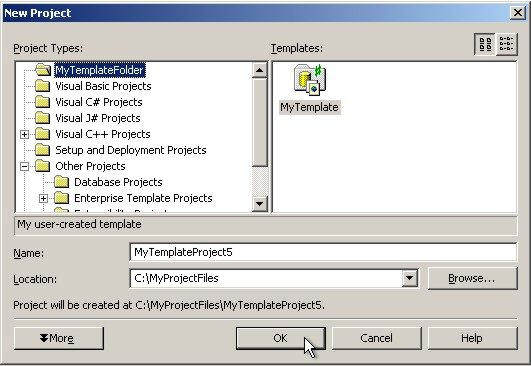 New Project
Project Types:
Templates:
MyTemplateFolder
Visual Basic Projects
Visual C# Projects
Visual J# Projects
Visual C++ Projects
Setup and Deployment Projects
Other Projects
Database Projects
Enterprise Template Projects
MyTemplate
My user-created template
Name:
MyTemplateProject5
Location:
C:\MyProjectFiles
Browse...
Project will be created at C:\MyProjectFiles\MyTemplateProject5.
More
OK
Cancel
Help